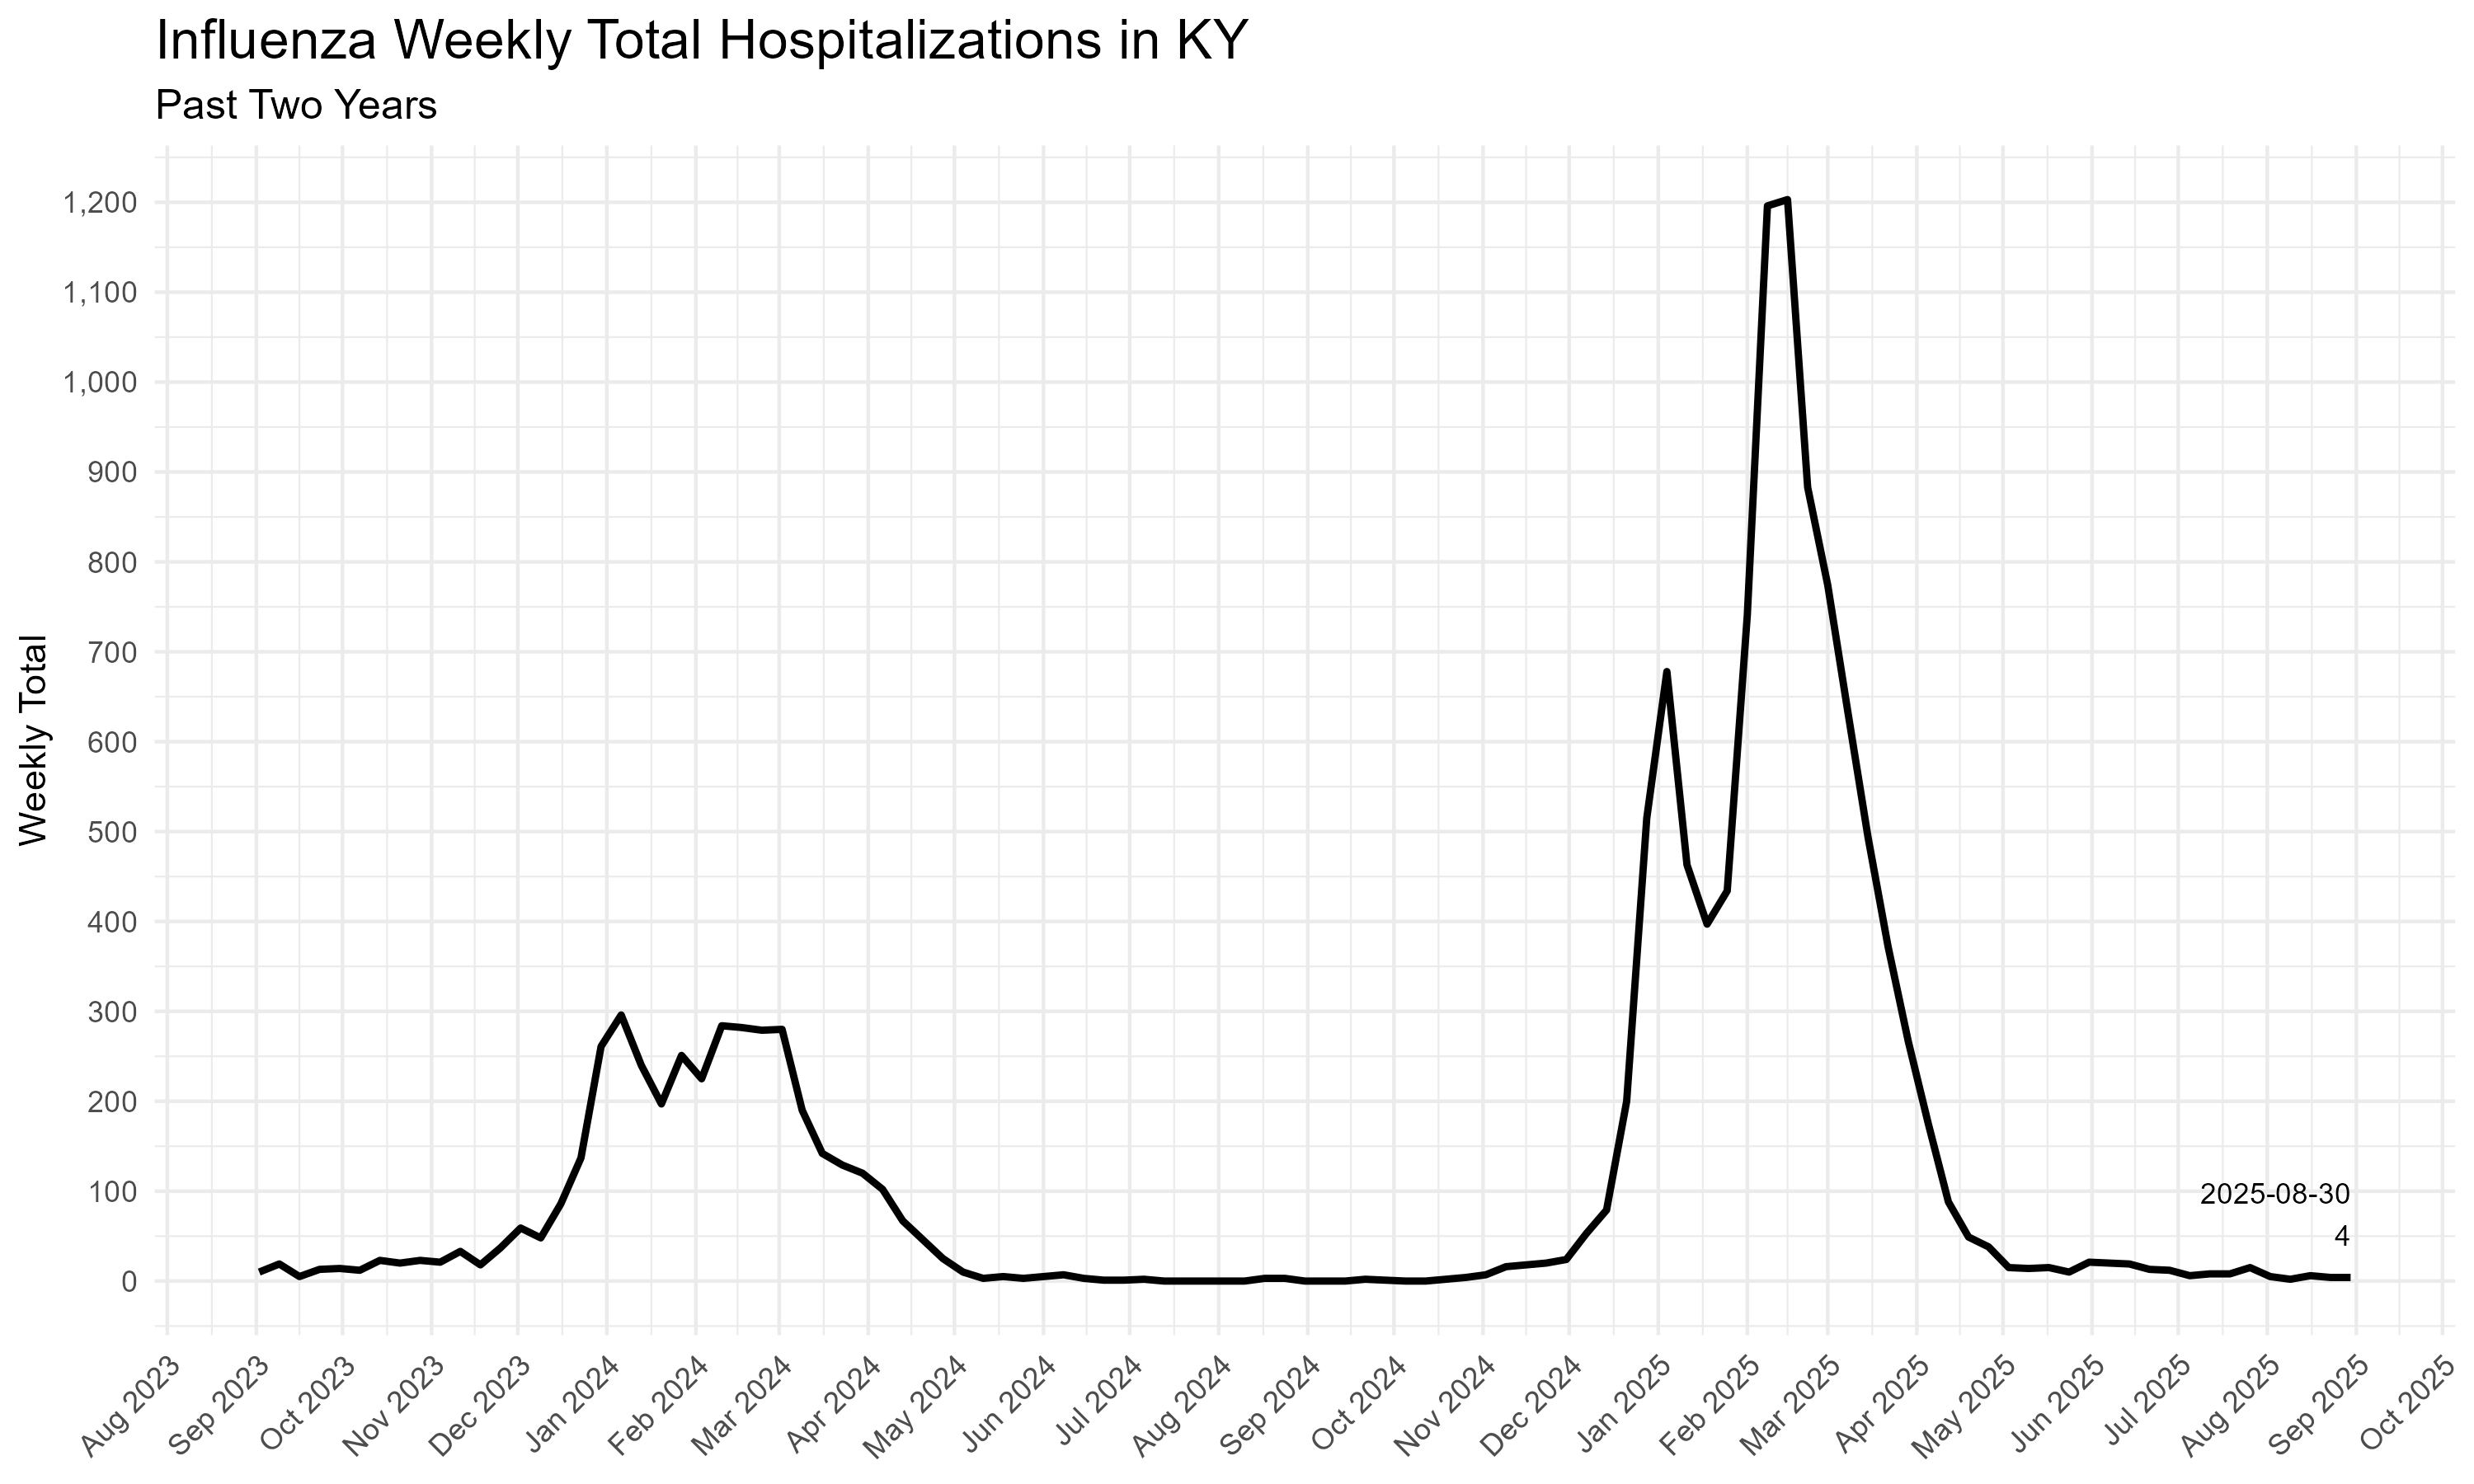 Influenza Weekly Total Hospitalizations in KY
Past Two Years
Weekly Total
1,200
1,100
1,000
900
800
700
600
500
400
300
200
100
0
2025-08-30
4
Aug 2023
Sep 2023
Oct 2023
Nov 2023
Dec 2023
Jan 2024
Feb 2024
Mar 2024
Apr 2024
May 2024
Jun 2024
Jul 2024
Aug 2024
Sep 2024
Oct 2024
Nov 2024
Dec 2024
Jan 2025
Feb 2025
Mar 2025
Apr 2025
May 2025
Jun 2025
Jul 2025
Aug 2025
Sep 2025
Oct 2025